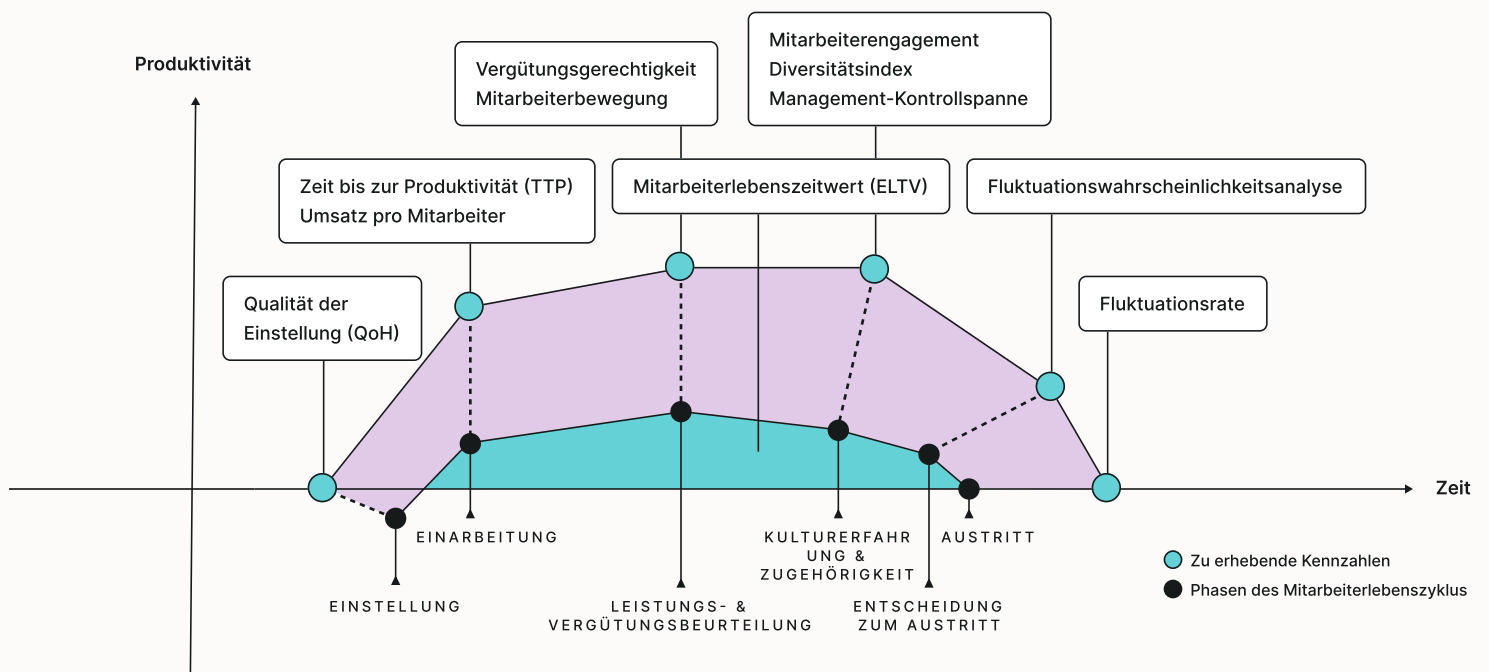 Produktivität
Mitarbeiterengagement
Diversitätsindex
Management-Kontrollspanne
Vergütungsgerechtigkeit
Mitarbeiterbewegung
Zeit bis zur Produktivität (TTP)
Umsatz pro Mitarbeiter
Mitarbeiterlebenszeitwert (ELTV)
Fluktuationswahrscheinlichkeitsanalyse
Qualität der
Einstellung (QoH)
Fluktuationsrate
Zeit
EINARBEITUNG
KULTURERFAHR
UNG &
ZUGEHÖRIGKEIT
AUSTRITT
EINSTELLUNG
LEISTUNGS- &
VERGÜTUNGSBEURTEILUNG
ENTSCHEIDUNG
ZUM AUSTRITT
Zu erhebende Kennzahlen
Phasen des Mitarbeiterlebenszyklus